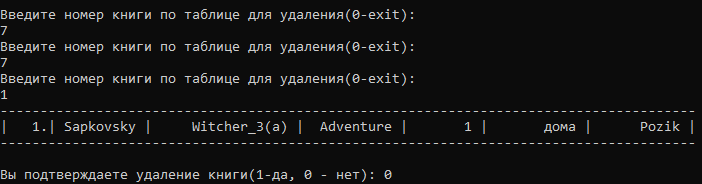 Введите номер книги по таблице для удаления(0-exit):
7
Введите номер книги по таблице для удаления(0-exit):
7
Введите номер книги по таблице для удаления(0-exit):
1
---------------------------------------------------------------------------------------
|   1.| Sapkovsky |     Witcher_3(a) |  Adventure |       1 |       дома |      Pozik |
---------------------------------------------------------------------------------------
Вы подтверждаете удаление книги(1-да, 0 - нет): 0